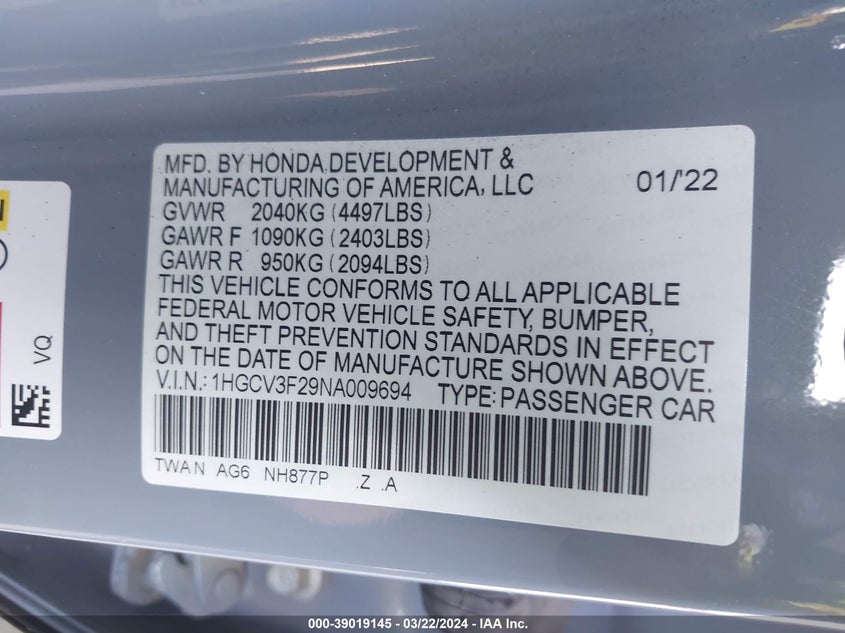 MFD. BY HONDA DEVELOPMENT &
MANUFACTURING OF AMERICA, LLC 01/'22
GVWR 2040KG (4497LBS)
GAWR F 1090KG (2403LBS)
GAWR R 950KG (2094LBS)
THIS VEHICLE CONFORMS TO ALL APPLICABLE
FEDERAL MOTOR VEHICLE SAFETY, BUMPER,
AND THEFT PREVENTION STANDARDS IN EFFECT
ON THE DATE OF MANUFACTURE SHOWN ABOVE.
V.I.N.: 1HGCV3F29NA009694 TYPE: PASSENGER CAR
TWAN AG6 NH877P .Z .A
VQ
000-39019145 - 03/22/2024 - IAA Inc.